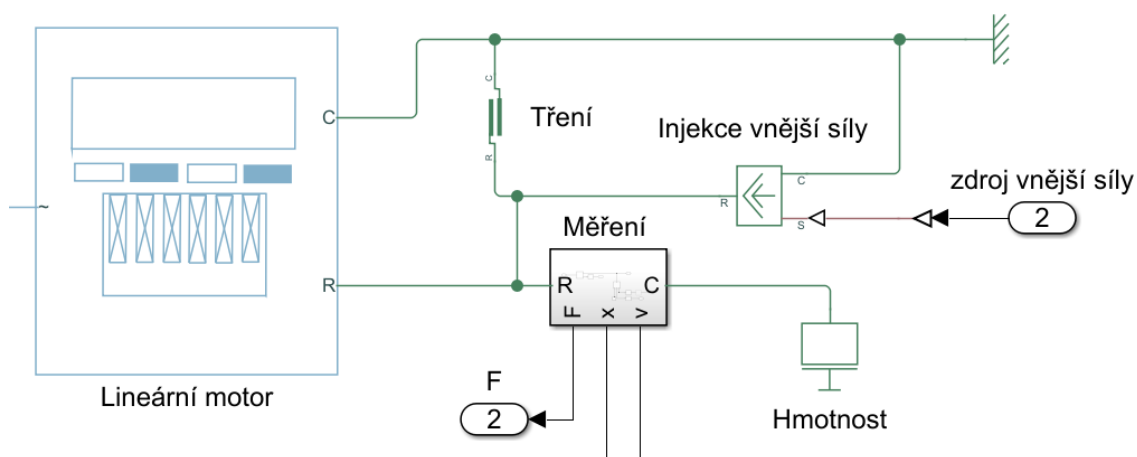 C
Tření
R
Injekce vnější síly
C
R
S
zdroj vnější síly
2
C
~
Měření
R
R C
F x v
Lineární motor
F
2
Hmotnost